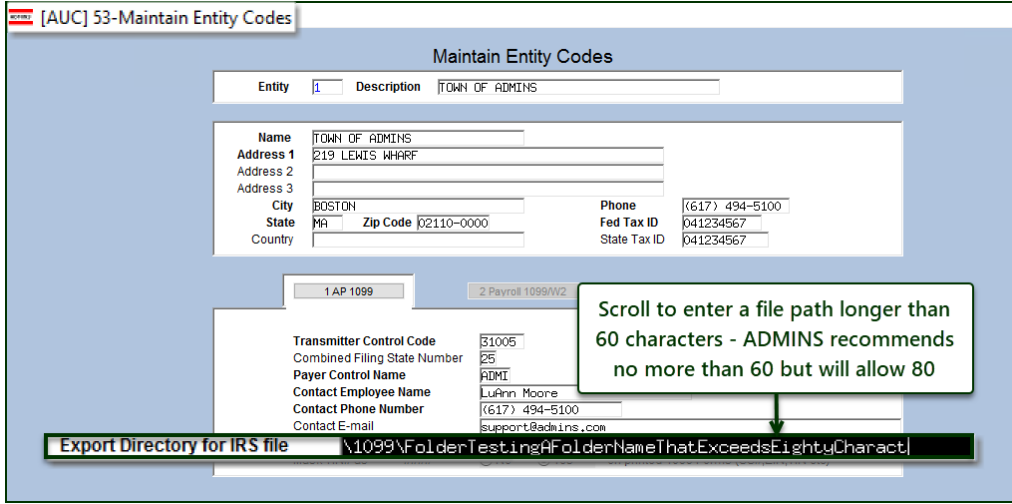 [AUC] 53-Maintain Entity Codes
Maintain Entity Codes
Entity 1 Description TOWN OF ADMINS
Name TOWN OF ADMINS
Address 1 219 LEWIS WHARF
Address 2
Address 3
City BOSTON Phone (617) 494-5100
State MA Zip Code 02110-0000 Fed Tax ID 041234567
Country State Tax ID 041234567
1 AP 1099 2 Payroll 1099/W2
Scroll to enter a file path longer than
60 characters - ADMINS recommends
no more than 60 but will allow 80
Transmitter Control Code 31005
Combined Filing State Number 25
Payer Control Name ADMI
Contact Employee Name LuAnn Moore
Contact Phone Number (617) 494-5100
Contact E-mail support@admins.com
Export Directory for IRS file \1099\FolderTestingAFolderNameThatExceedsEightyCharact